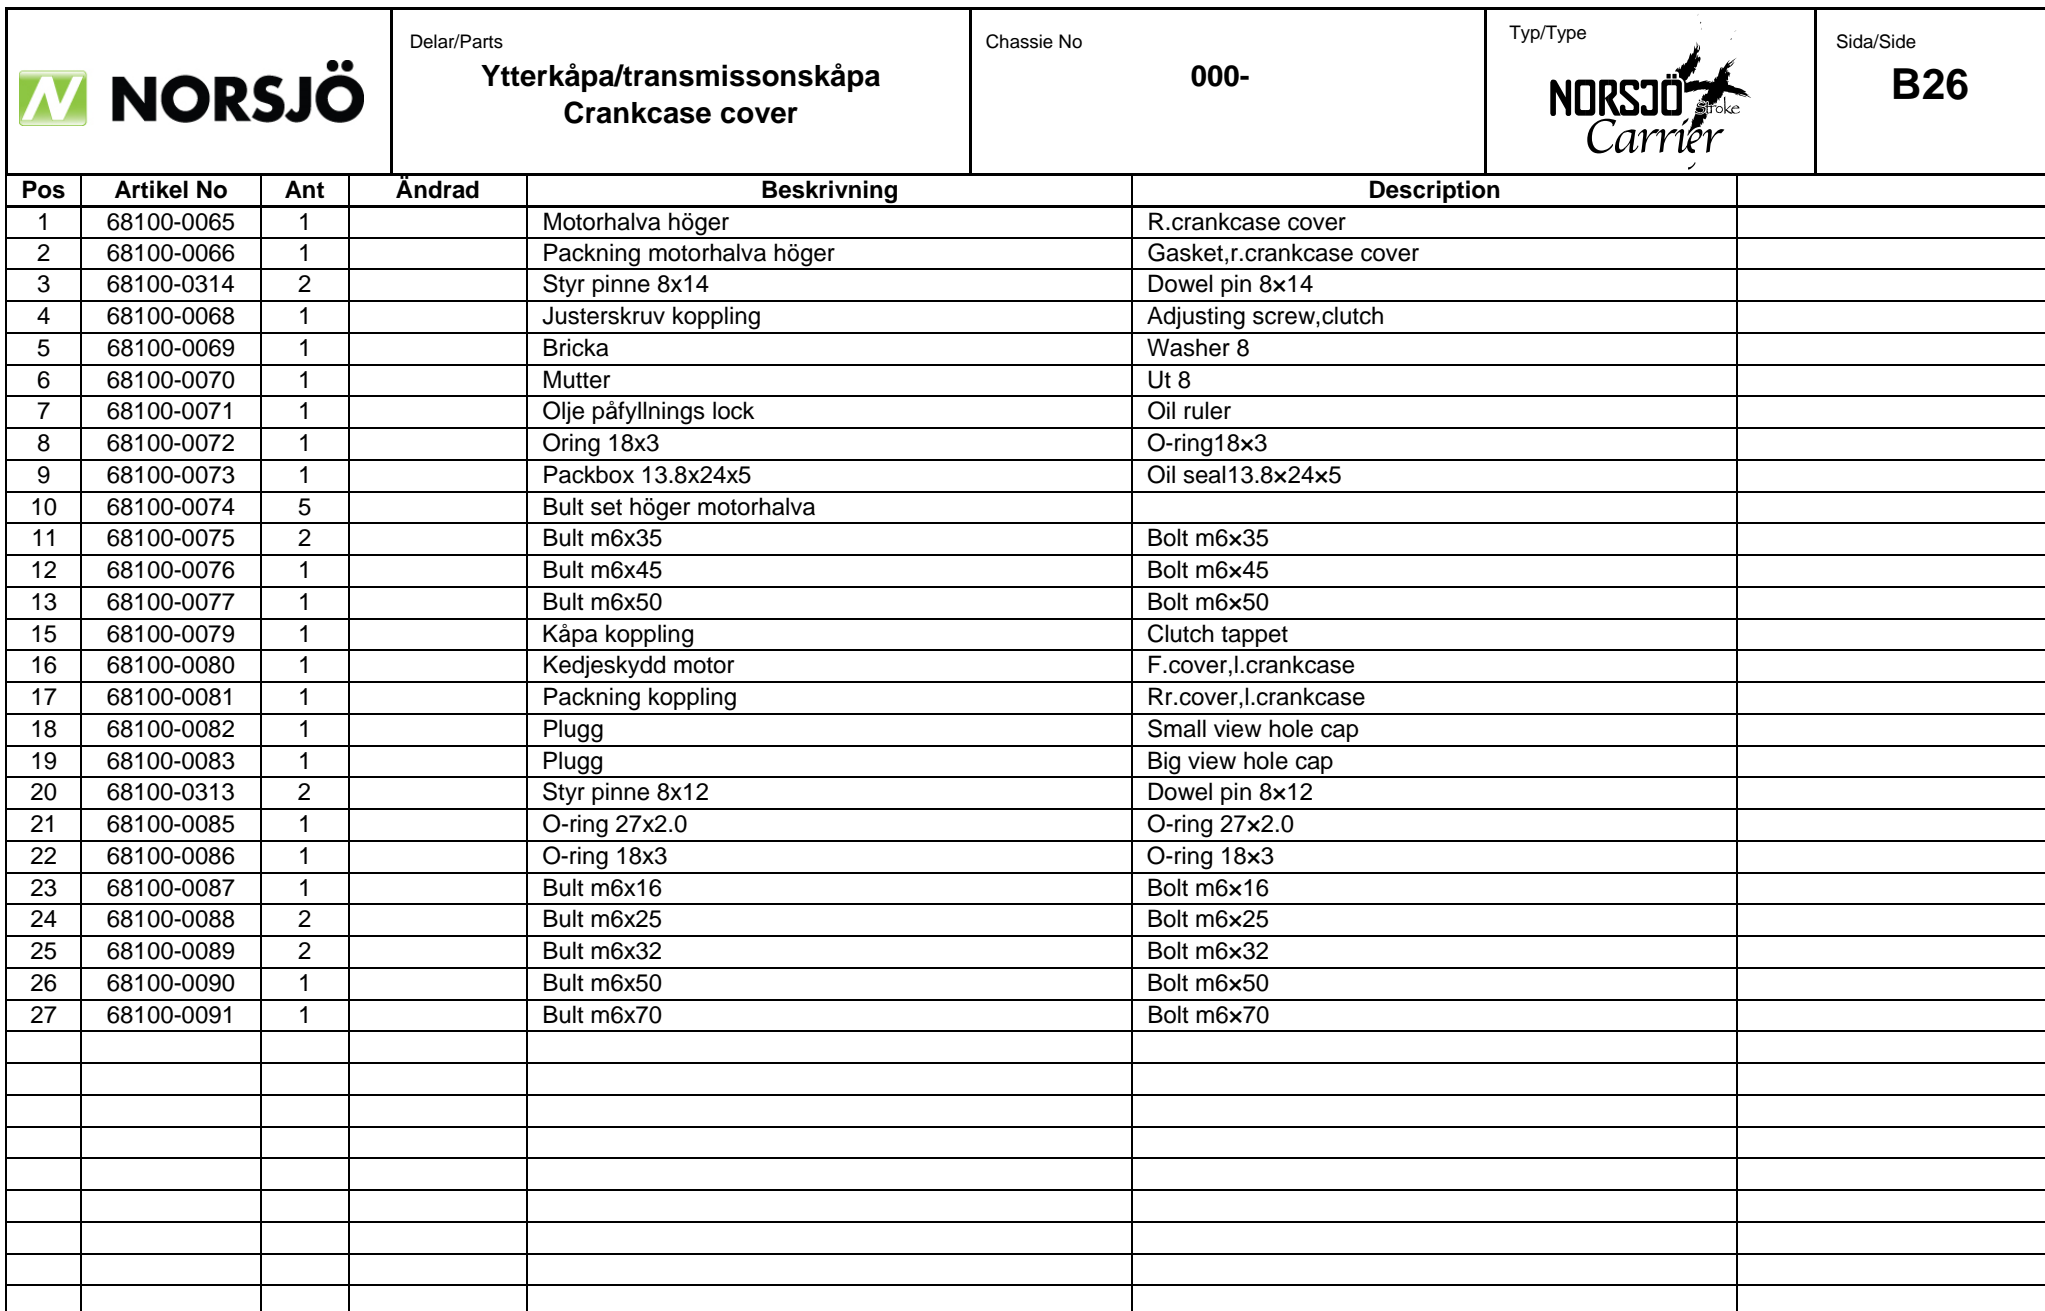 NORSJÖ
Delar/Parts
Ytterkåpa/transmissonskåpa
Crankcase cover
Chassie No
000-
Typ/Type
NORSJÖ
Stroke
Carrier
Sida/Side
B26
Pos Artikel No Ant Ändrad Beskrivning Description
1 68100-0065 1 Motorhalva höger R.crankcase cover
2 68100-0066 1 Packning motorhalva höger Gasket,r.crankcase cover
3 68100-0314 2 Styr pinne 8x14 Dowel pin 8×14
4 68100-0068 1 Justerskruv koppling Adjusting screw,clutch
5 68100-0069 1 Bricka Washer 8
6 68100-0070 1 Mutter Ut 8
7 68100-0071 1 Olje påfyllnings lock Oil ruler
8 68100-0072 1 Oring 18x3 O-ring18×3
9 68100-0073 1 Packbox 13.8x24x5 Oil seal13.8×24×5
10 68100-0074 5 Bult set höger motorhalva
11 68100-0075 2 Bult m6x35 Bolt m6×35
12 68100-0076 1 Bult m6x45 Bolt m6×45
13 68100-0077 1 Bult m6x50 Bolt m6×50
15 68100-0079 1 Kåpa koppling Clutch tappet
16 68100-0080 1 Kedjeskydd motor F.cover,l.crankcase
17 68100-0081 1 Packning koppling Rr.cover,l.crankcase
18 68100-0082 1 Plugg Small view hole cap
19 68100-0083 1 Plugg Big view hole cap
20 68100-0313 2 Styr pinne 8x12 Dowel pin 8×12
21 68100-0085 1 O-ring 27x2.0 O-ring 27×2.0
22 68100-0086 1 O-ring 18x3 O-ring 18×3
23 68100-0087 1 Bult m6x16 Bolt m6×16
24 68100-0088 2 Bult m6x25 Bolt m6×25
25 68100-0089 2 Bult m6x32 Bolt m6×32
26 68100-0090 1 Bult m6x50 Bolt m6×50
27 68100-0091 1 Bult m6x70 Bolt m6×70